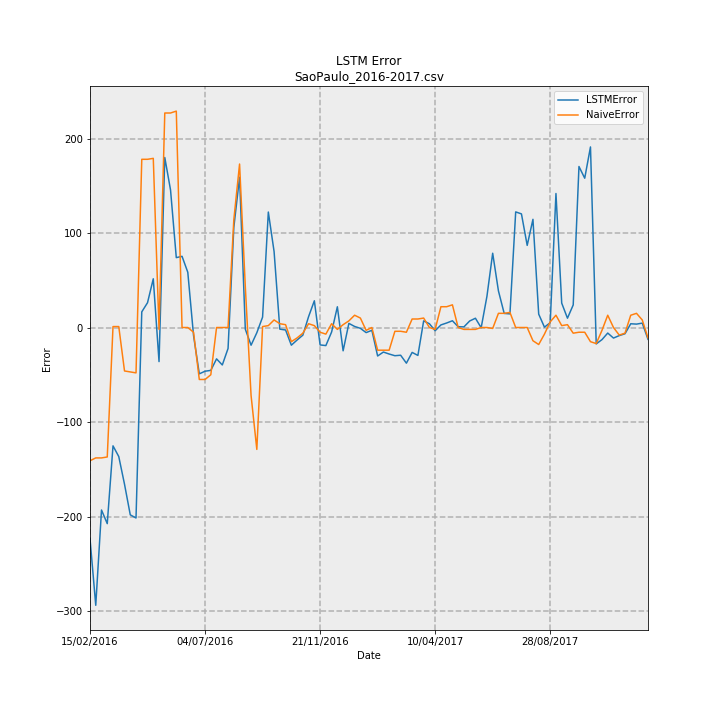 LSTM Error
SaoPaulo_2016-2017.csv
LSTMError
NaiveError
200
100
0
−100
−200
−300
Error
15/02/2016
04/07/2016
21/11/2016
10/04/2017
28/08/2017
Date